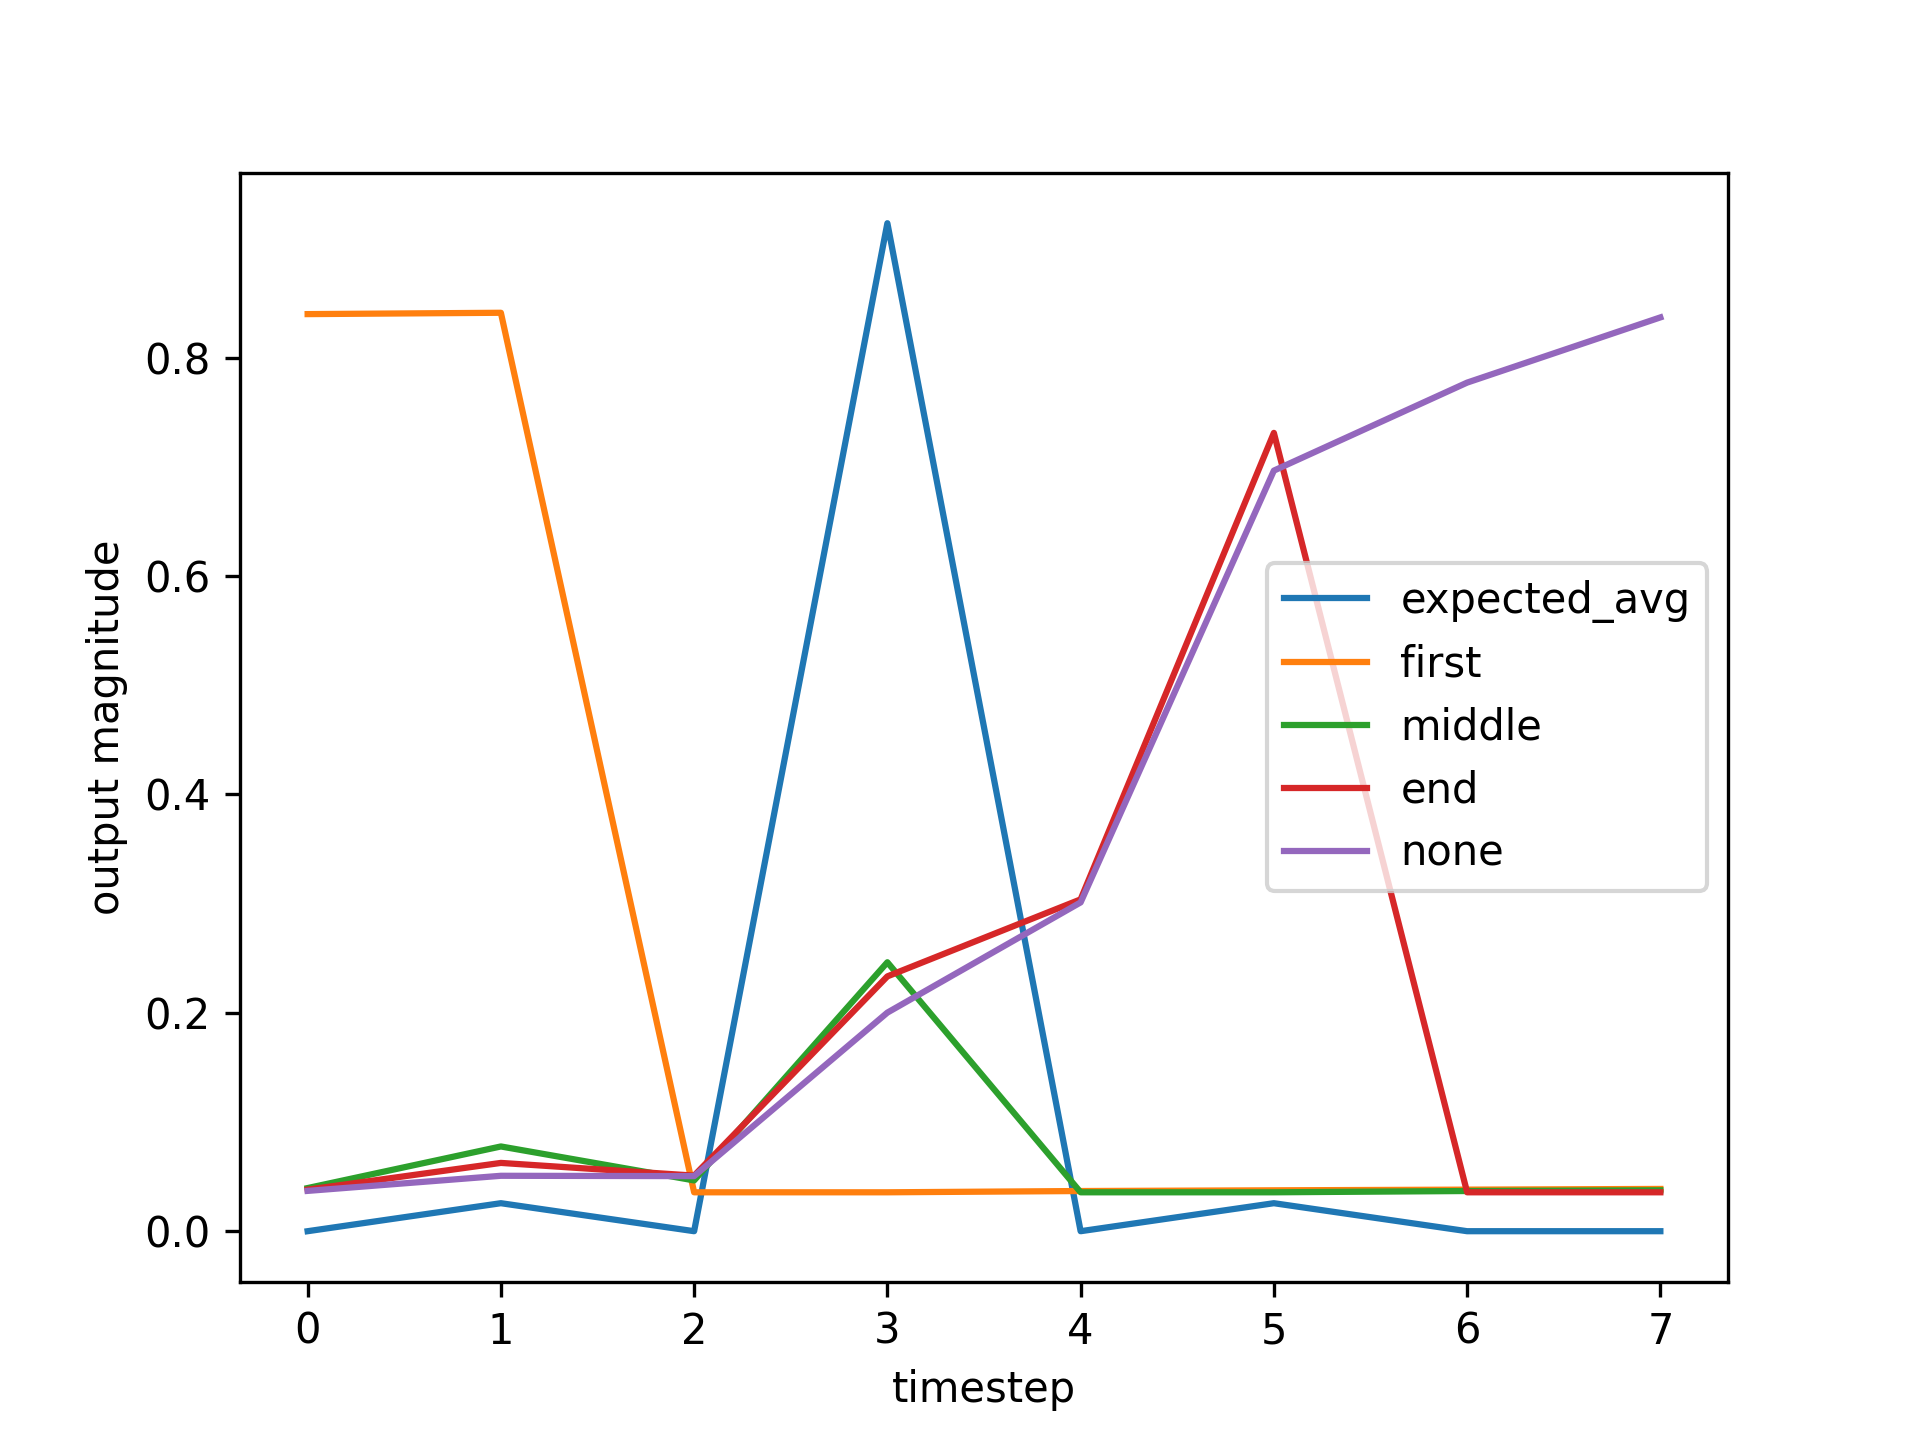 0.8
0.6
0.4
0.2
0.0
output magnitude
0 1 2 3 4 5 6 7
timestep
expected_avg
first
middle
end
none